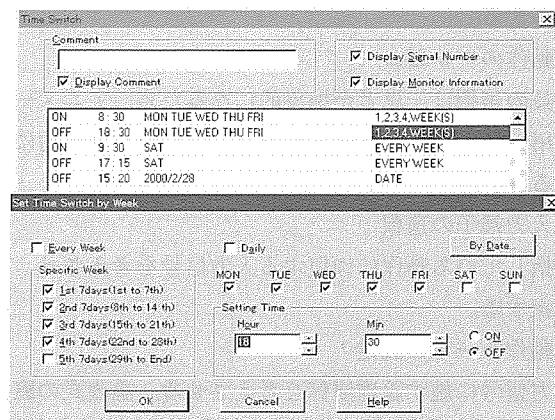 Time Switch
Comment
Display Comment
Display Signal Number
Display Monitor Information
ON 8:30 MON TUE WED THU FRI 1,2,3,4,WEEK(S)
OFF 18:30 MON TUE WED THU FRI 1,2,3,4,WEEK(S)
ON 9:30 SAT EVERY WEEK
OFF 17:15 SAT EVERY WEEK
OFF 15:20 2000/2/28 DATE
Set Time Switch by Week
Every Week
Daily
By Date...
Specific Week
MON TUE WED THU FRI SAT SUN
1st 7days(1st to 7th)
2nd 7days(8th to 14 th)
3rd 7days(15th to 21th)
4th 7days(22nd to 28th)
5th 7days(29th to End)
Setting Time
Hour
Min
18
30
ON
OFF
OK
Cancel
Help